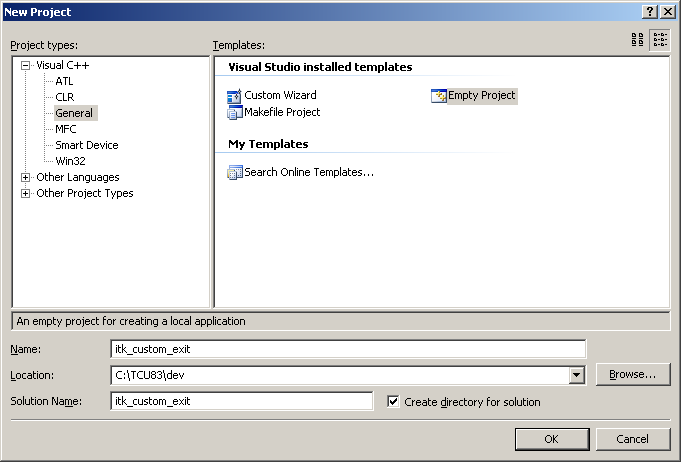 New Project
Project types:
Templates:
Visual C++
ATL
CLR
General
MFC
Smart Device
Win32
Other Languages
Other Project Types
Visual Studio installed templates
Custom Wizard
Empty Project
Makefile Project
My Templates
Search Online Templates...
An empty project for creating a local application
Name:
itk_custom_exit
Location:
C:\TCU83\dev
Browse...
Solution Name:
itk_custom_exit
Create directory for solution
OK
Cancel